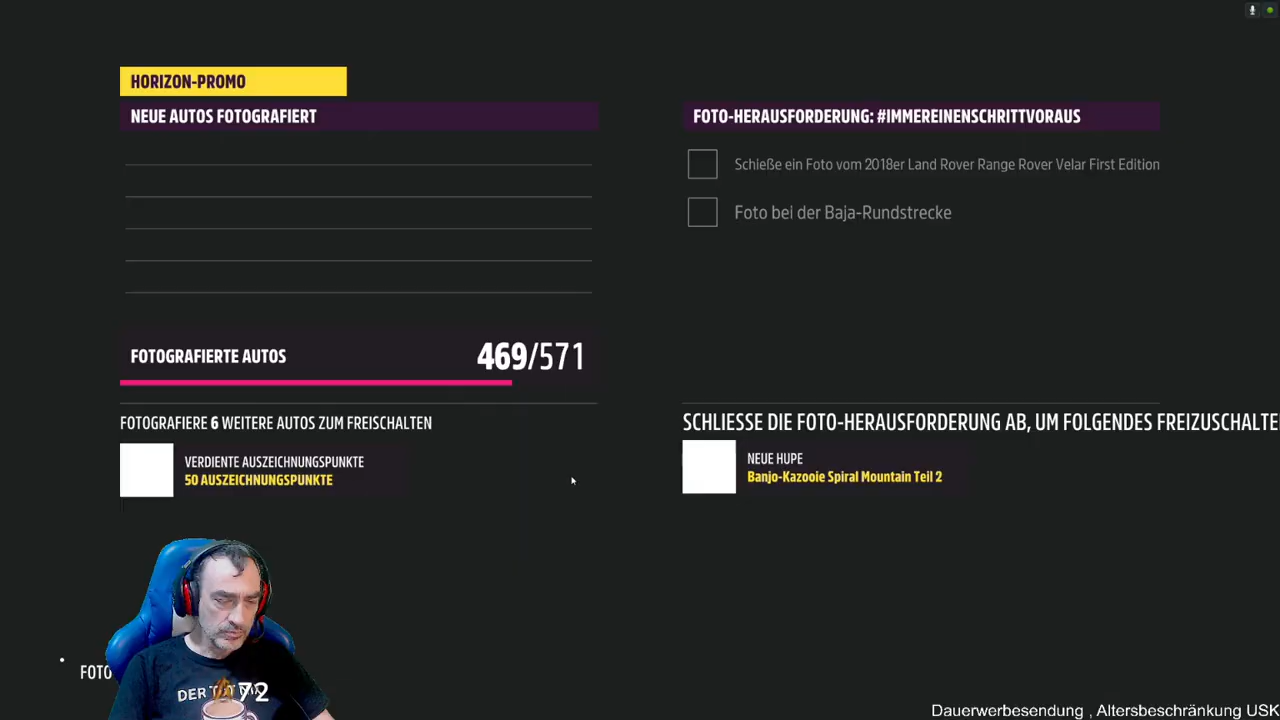 HORIZON-PROMO
NEUE AUTOS FOTOGRAFIERT
FOTOGRAFIERTE AUTOS 469/571
FOTOGRAFIERE 6 WEITERE AUTOS ZUM FREISCHALTEN
VERDIENTE AUSZEICHNUNGSPUNKTE
50 AUSZEICHNUNGSPUNKTE
FOTO-HERAUSFORDERUNG: #IMMEREINENSCHRITTVORAUS
Schieße ein Foto vom 2018er Land Rover Range Rover Velar First Edition
Foto bei der Baja-Rundstrecke
SCHLIESSE DIE FOTO-HERAUSFORDERUNG AB, UM FOLGENDES FREIZUSCHALTE
NEUE HUPE
Banjo-Kazooie Spiral Mountain Teil 2
FOTO
DER
72
Dauerwerbesendung , Altersbeschränkung USK